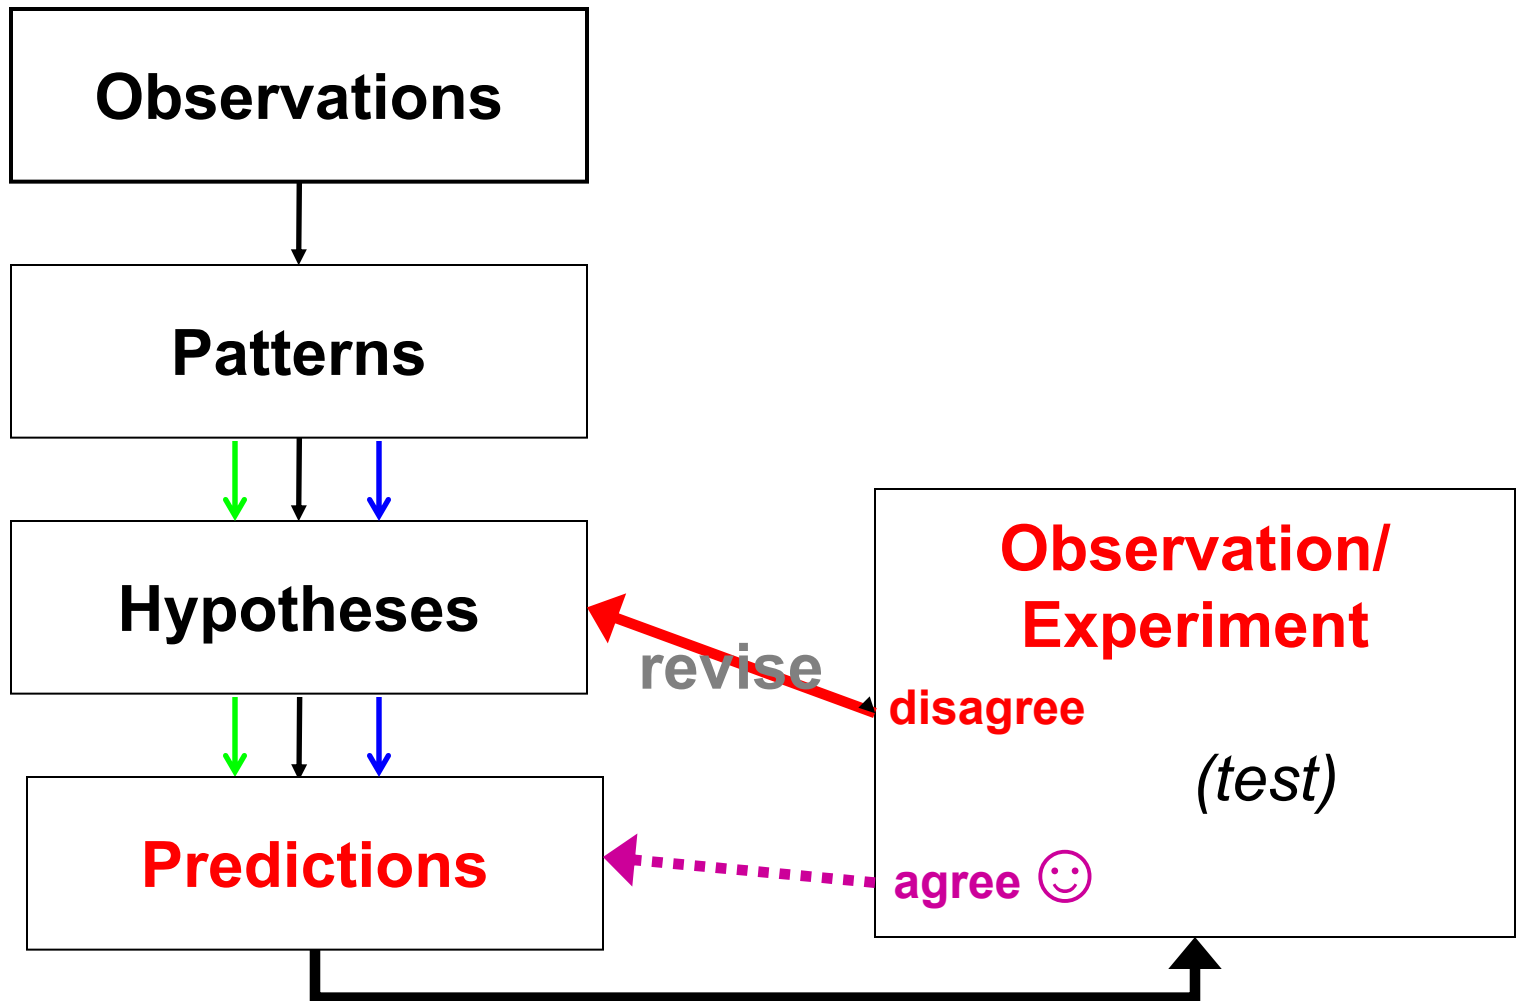 Observations
Patterns
Hypotheses
Predictions
revise
Observation/
Experiment
disagree
(test)
agree ☺